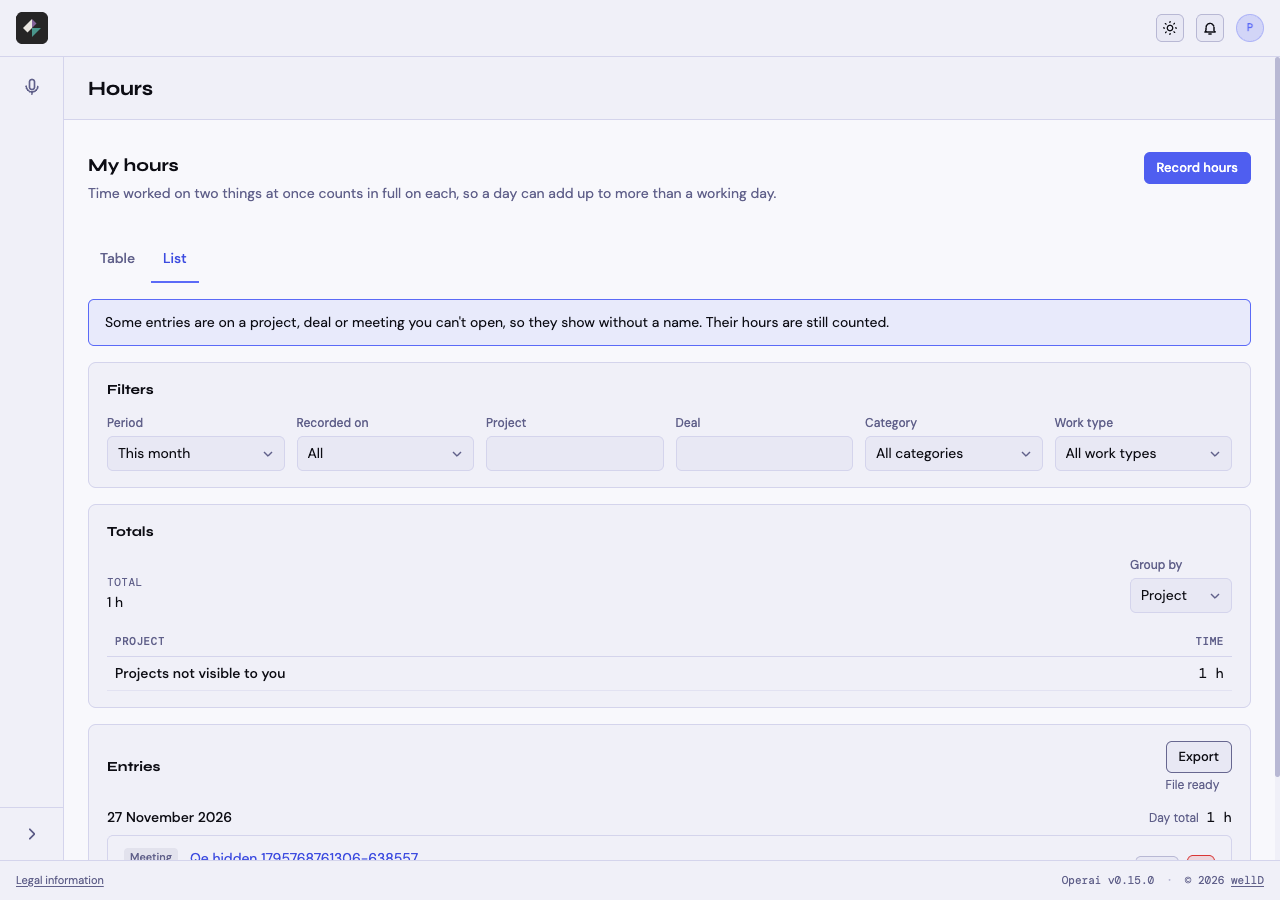 P
Hours
My hours
Record hours
Time worked on two things at once counts in full on each, so a day can add up to more than a working day.
Table List
Some entries are on a project, deal or meeting you can't open, so they show without a name. Their hours are still counted.
Filters
Period Recorded on Project Deal Category Work type
This month All All categories All work types
Totals
Group by
TOTAL
1 h
Project
PROJECT TIME
Projects not visible to you 1 h
Entries
Export
File ready
27 November 2026 Day total 1 h
Meeting Qe hidden 1795768761306-638557
Legal information Operai v0.15.0 · © 2026 wellD